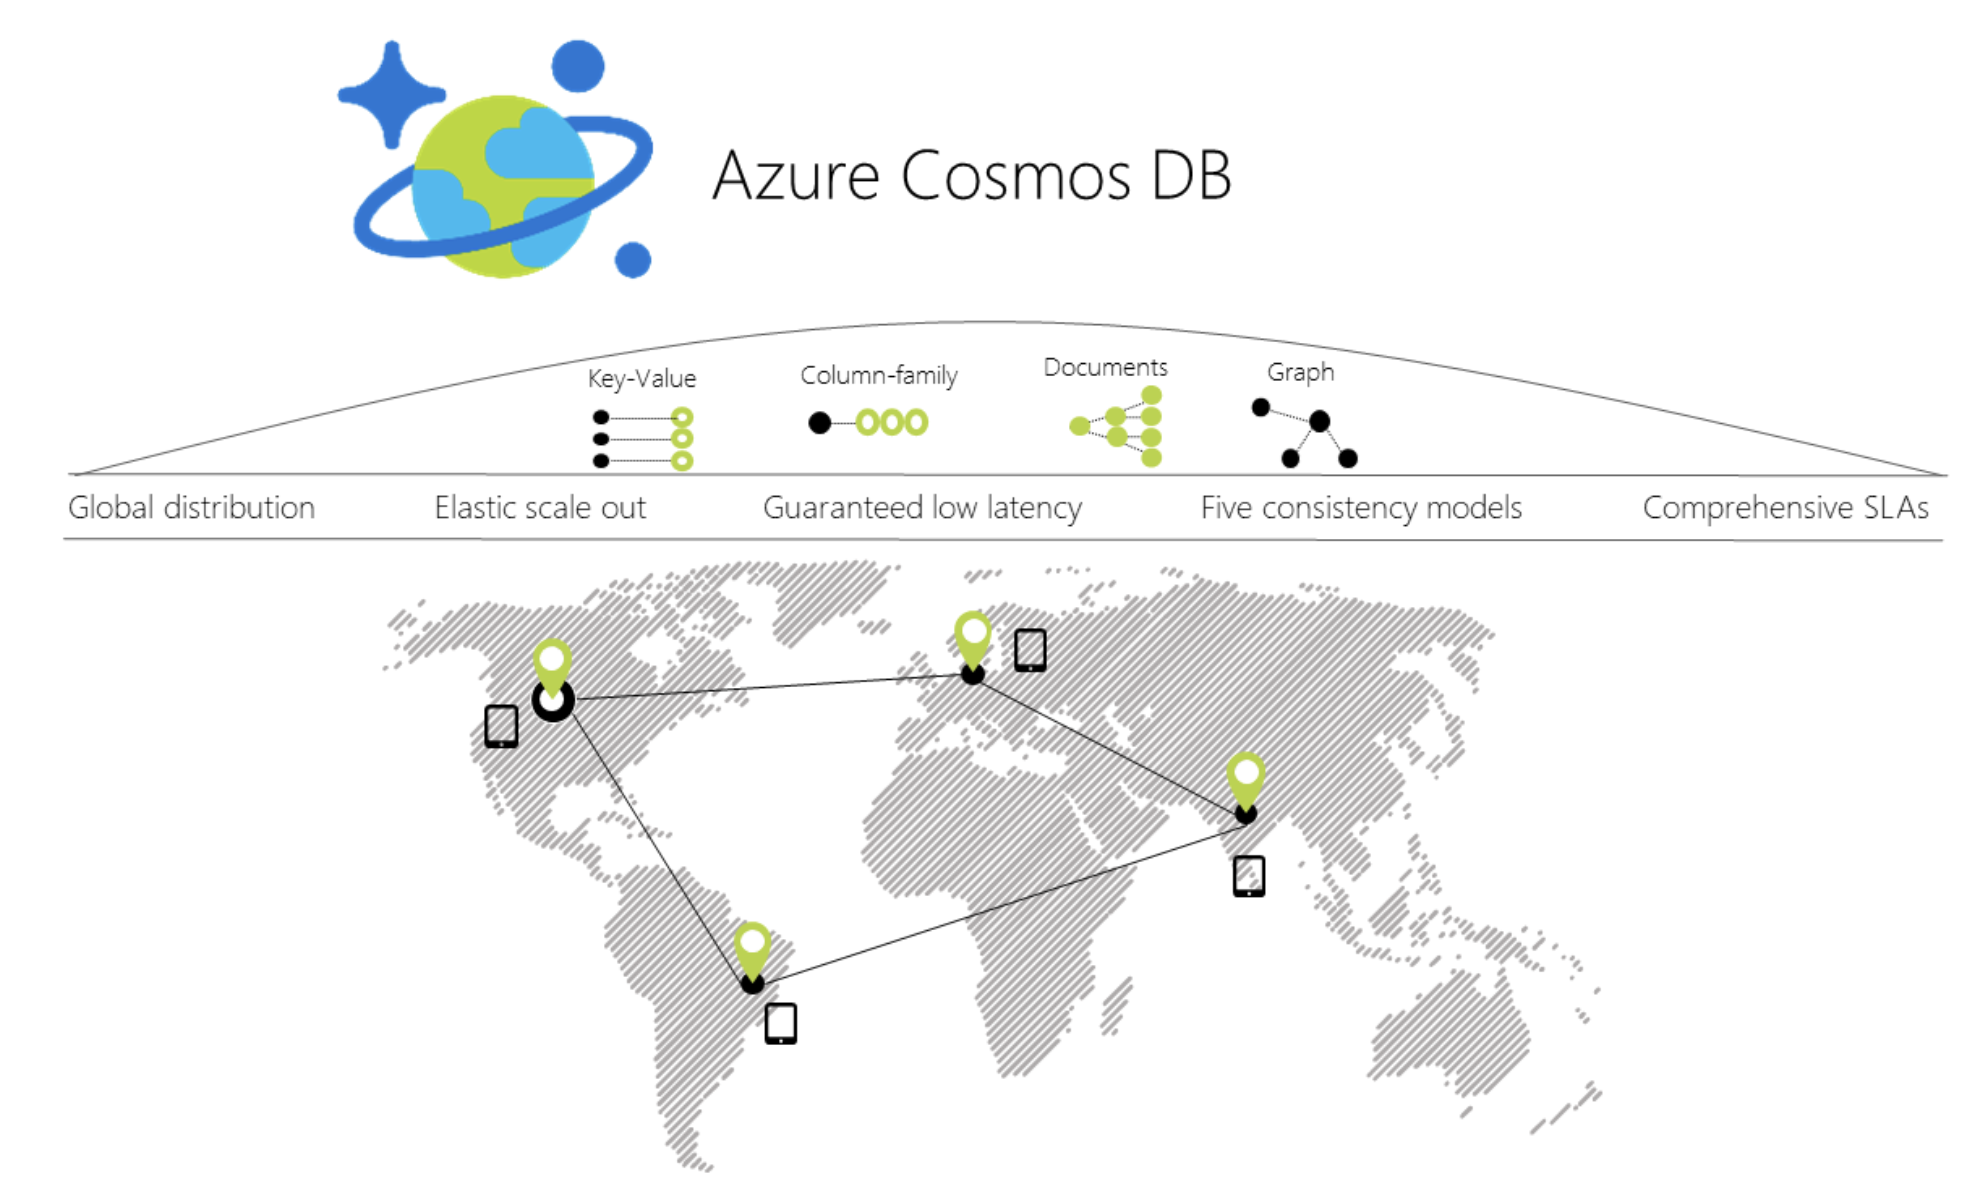 Azure Cosmos DB
Key-Value
Column-family
Documents
Graph
Global distribution
Elastic scale out
Guaranteed low latency
Five consistency models
Comprehensive SLAs